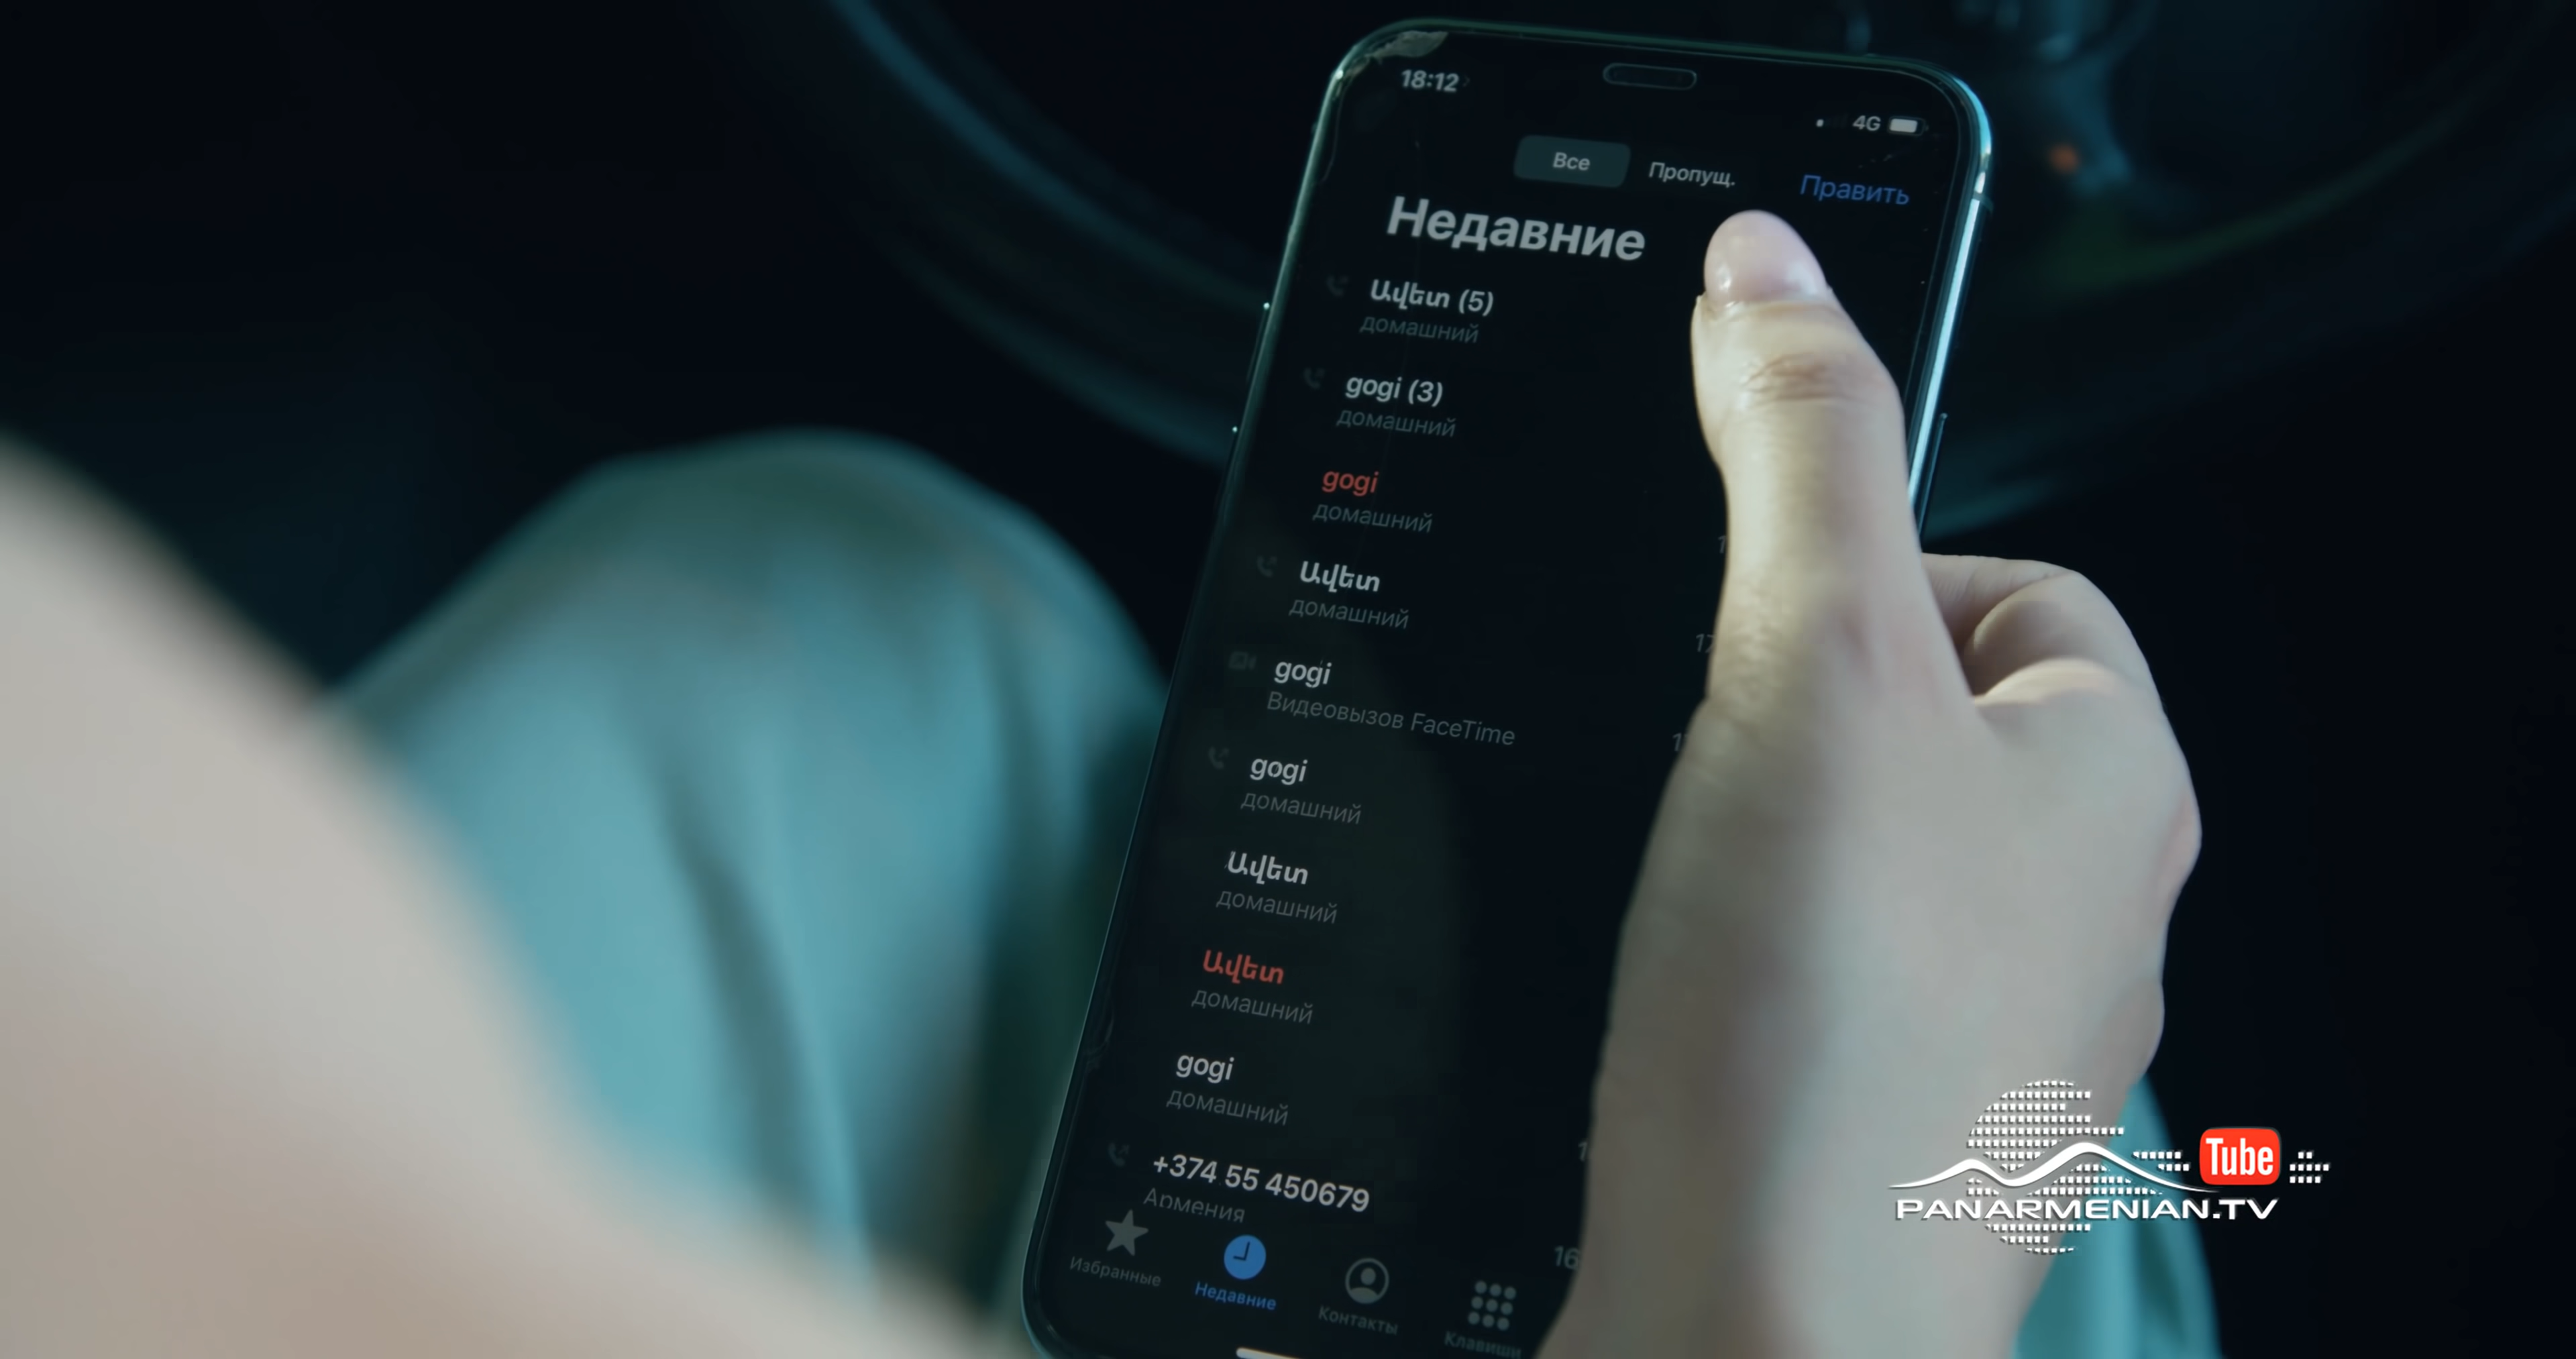 18:12
4G
Все Пропущ. Править
Недавние
Ավետ (5)
домашний
gogi (3)
домашний
gogi
домашний
Ավետ
домашний
gogi
Видеовызов FaceTime
gogi
домашний
Ավետ
домашний
Ավետ
домашний
gogi
домашний
+374 55 450679
Армения
Избранные Недавние Контакты Клавиши
Tube
PANARMENIAN.TV